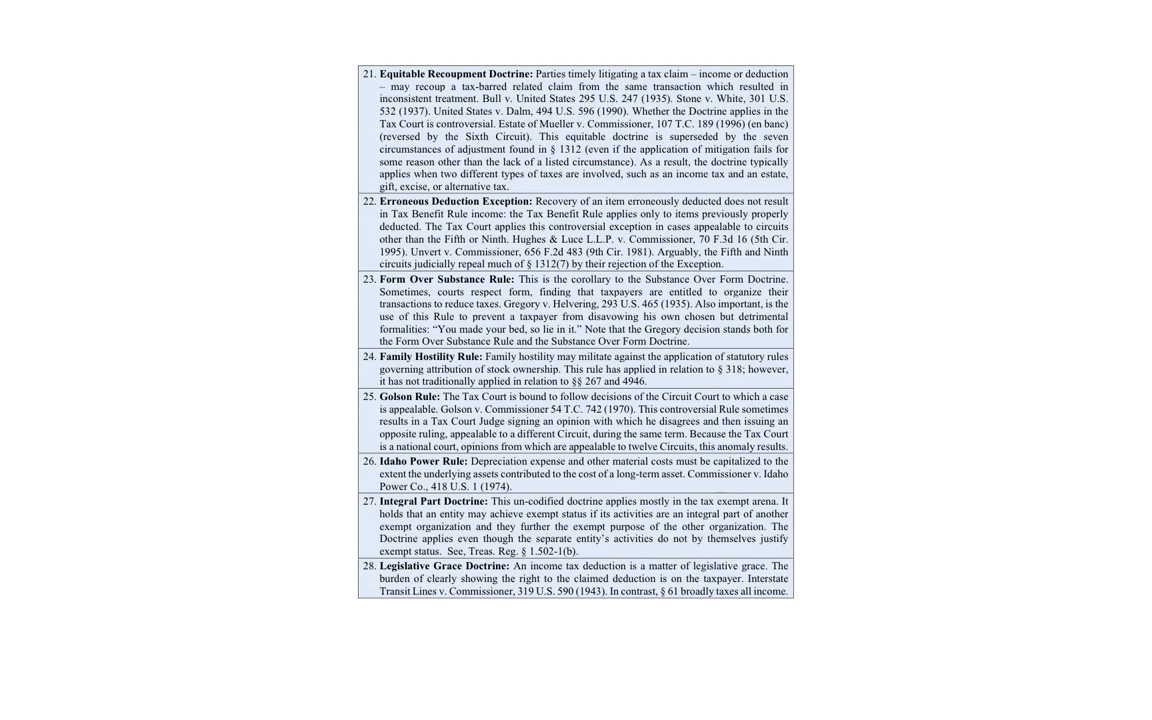 21. Equitable Recoupment Doctrine: Parties timely litigating a tax claim – income or deduction
– may recoup a tax-barred related claim from the same transaction which resulted in
inconsistent treatment. Bull v. United States 295 U.S. 247 (1935). Stone v. White, 301 U.S.
532 (1937). United States v. Dalm, 494 U.S. 596 (1990). Whether the Doctrine applies in the
Tax Court is controversial. Estate of Mueller v. Commissioner, 107 T.C. 189 (1996) (en banc)
(reversed by the Sixth Circuit). This equitable doctrine is superseded by the seven
circumstances of adjustment found in § 1312 (even if the application of mitigation fails for
some reason other than the lack of a listed circumstance). As a result, the doctrine typically
applies when two different types of taxes are involved, such as an income tax and an estate,
gift, excise, or alternative tax.
22. Erroneous Deduction Exception: Recovery of an item erroneously deducted does not result
in Tax Benefit Rule income: the Tax Benefit Rule applies only to items previously properly
deducted. The Tax Court applies this controversial exception in cases appealable to circuits
other than the Fifth or Ninth. Hughes & Luce L.L.P. v. Commissioner, 70 F.3d 16 (5th Cir.
1995). Unvert v. Commissioner, 656 F.2d 483 (9th Cir. 1981). Arguably, the Fifth and Ninth
circuits judicially repeal much of § 1312(7) by their rejection of the Exception.
23. Form Over Substance Rule: This is the corollary to the Substance Over Form Doctrine.
Sometimes, courts respect form, finding that taxpayers are entitled to organize their
transactions to reduce taxes. Gregory v. Helvering, 293 U.S. 465 (1935). Also important, is the
use of this Rule to prevent a taxpayer from disavowing his own chosen but detrimental
formalities: “You made your bed, so lie in it.” Note that the Gregory decision stands both for
the Form Over Substance Rule and the Substance Over Form Doctrine.
24. Family Hostility Rule: Family hostility may militate against the application of statutory rules
governing attribution of stock ownership. This rule has applied in relation to § 318; however,
it has not traditionally applied in relation to §§ 267 and 4946.
25. Golson Rule: The Tax Court is bound to follow decisions of the Circuit Court to which a case
is appealable. Golson v. Commissioner 54 T.C. 742 (1970). This controversial Rule sometimes
results in a Tax Court Judge signing an opinion with which he disagrees and then issuing an
opposite ruling, appealable to a different Circuit, during the same term. Because the Tax Court
is a national court, opinions from which are appealable to twelve Circuits, this anomaly results.
26. Idaho Power Rule: Depreciation expense and other material costs must be capitalized to the
extent the underlying assets contributed to the cost of a long-term asset. Commissioner v. Idaho
Power Co., 418 U.S. 1 (1974).
27. Integral Part Doctrine: This un-codified doctrine applies mostly in the tax exempt arena. It
holds that an entity may achieve exempt status if its activities are an integral part of another
exempt organization and they further the exempt purpose of the other organization. The
Doctrine applies even though the separate entity’s activities do not by themselves justify
exempt status. See, Treas. Reg. § 1.502-1(b).
28. Legislative Grace Doctrine: An income tax deduction is a matter of legislative grace. The
burden of clearly showing the right to the claimed deduction is on the taxpayer. Interstate
Transit Lines v. Commissioner, 319 U.S. 590 (1943). In contrast, § 61 broadly taxes all income.